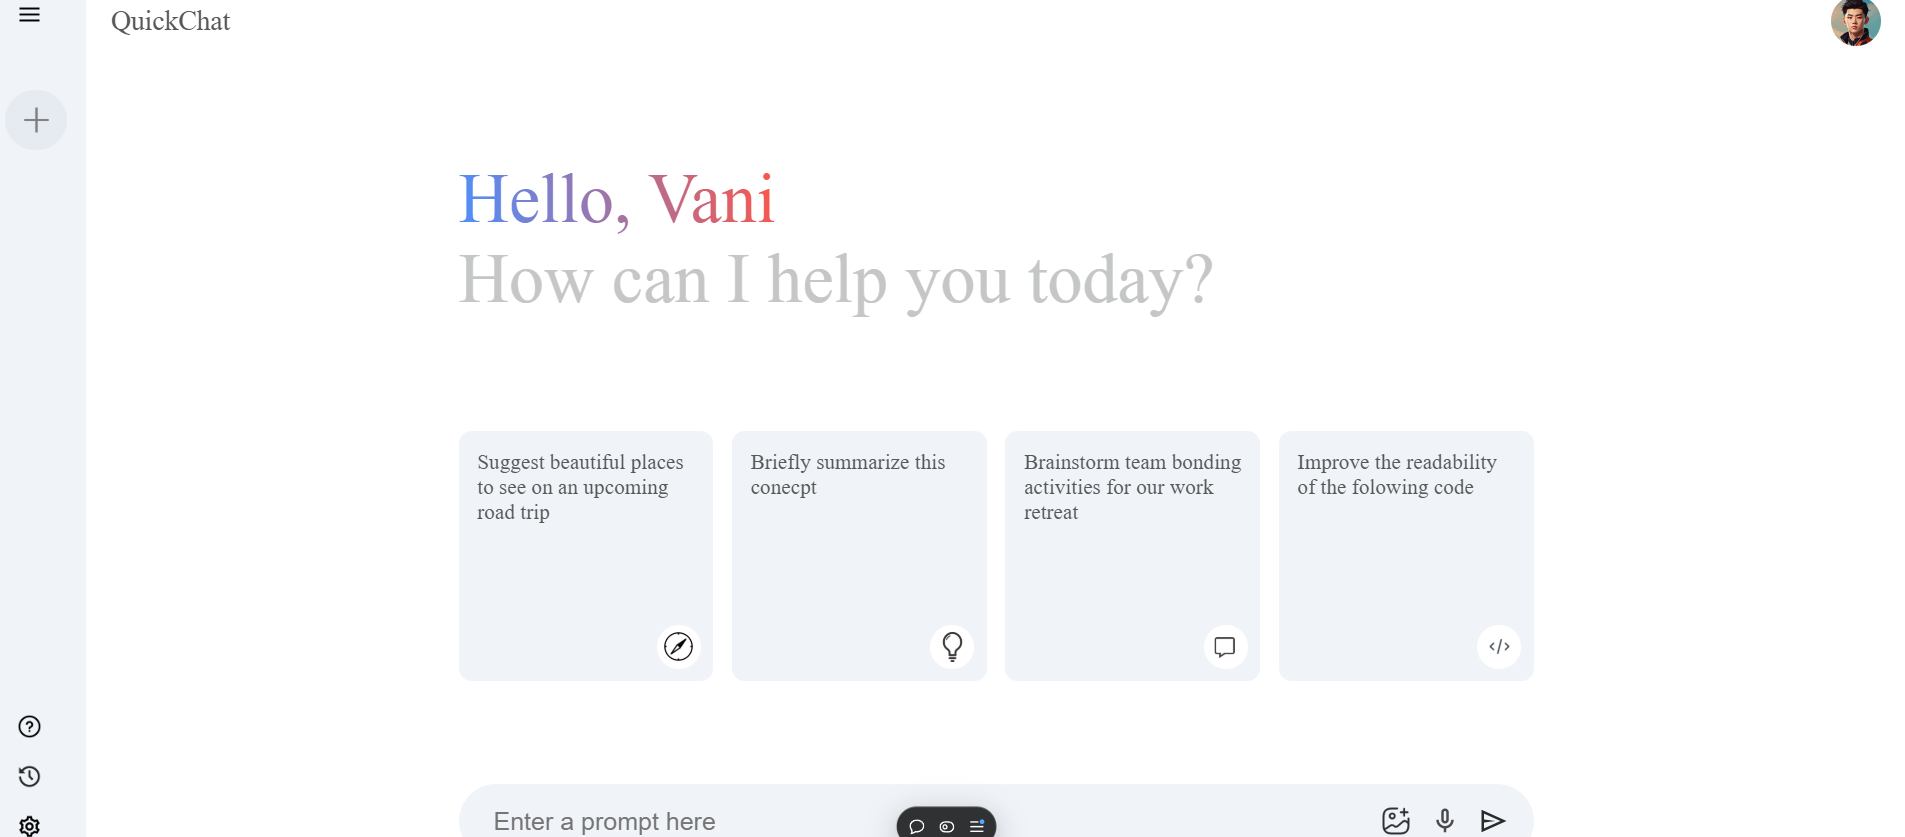 QuickChat
Hello, Vani
How can I help you today?
Suggest beautiful places
to see on an upcoming
road trip
Briefly summarize this
conecpt
Brainstorm team bonding
activities for our work
retreat
Improve the readability
of the folowing code
Enter a prompt here